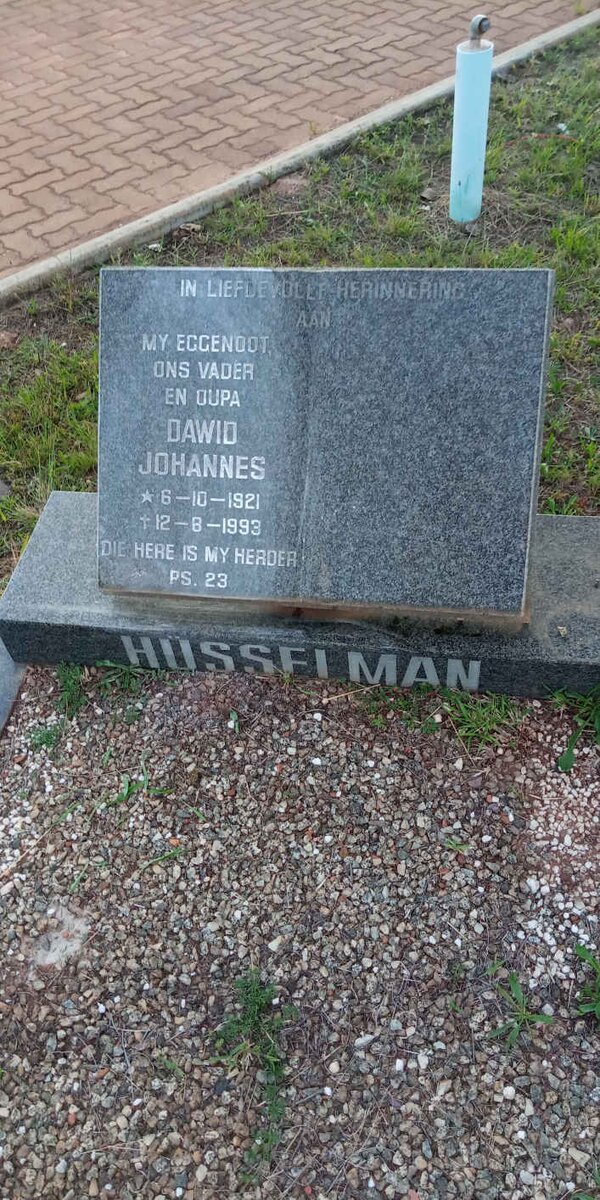 IN LIEFDEVOLLE HERINNERING
AAN
MY EGGENOOT
ONS VADER
EN OUPA
DAWID
JOHANNES
★ 6-10-1921
✝ 12-8-1993
DIE HERE IS MY HERDER
PS. 23
HUSSELMAN